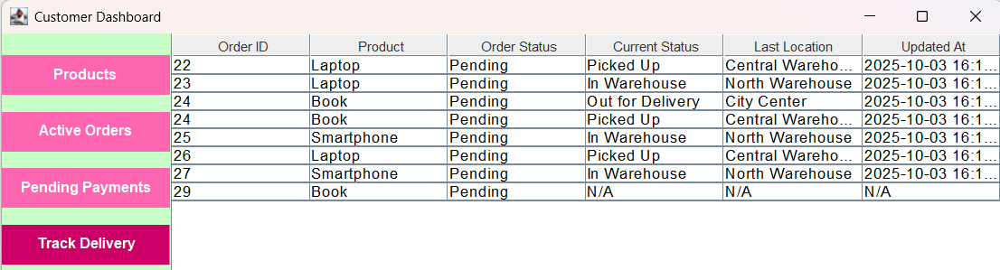 Customer Dashboard
Order ID Product Order Status Current Status Last Location Updated At
22 Laptop Pending Picked Up Central Wareho... 2025-10-03 16:1...
23 Laptop Pending In Warehouse North Warehouse 2025-10-03 16:1...
24 Book Pending Out for Delivery City Center 2025-10-03 16:1...
24 Book Pending Picked Up Central Wareho... 2025-10-03 16:1...
25 Smartphone Pending In Warehouse North Warehouse 2025-10-03 16:1...
26 Laptop Pending Picked Up Central Wareho... 2025-10-03 16:1...
27 Smartphone Pending In Warehouse North Warehouse 2025-10-03 16:1...
29 Book Pending N/A N/A N/A
Products
Active Orders
Pending Payments
Track Delivery